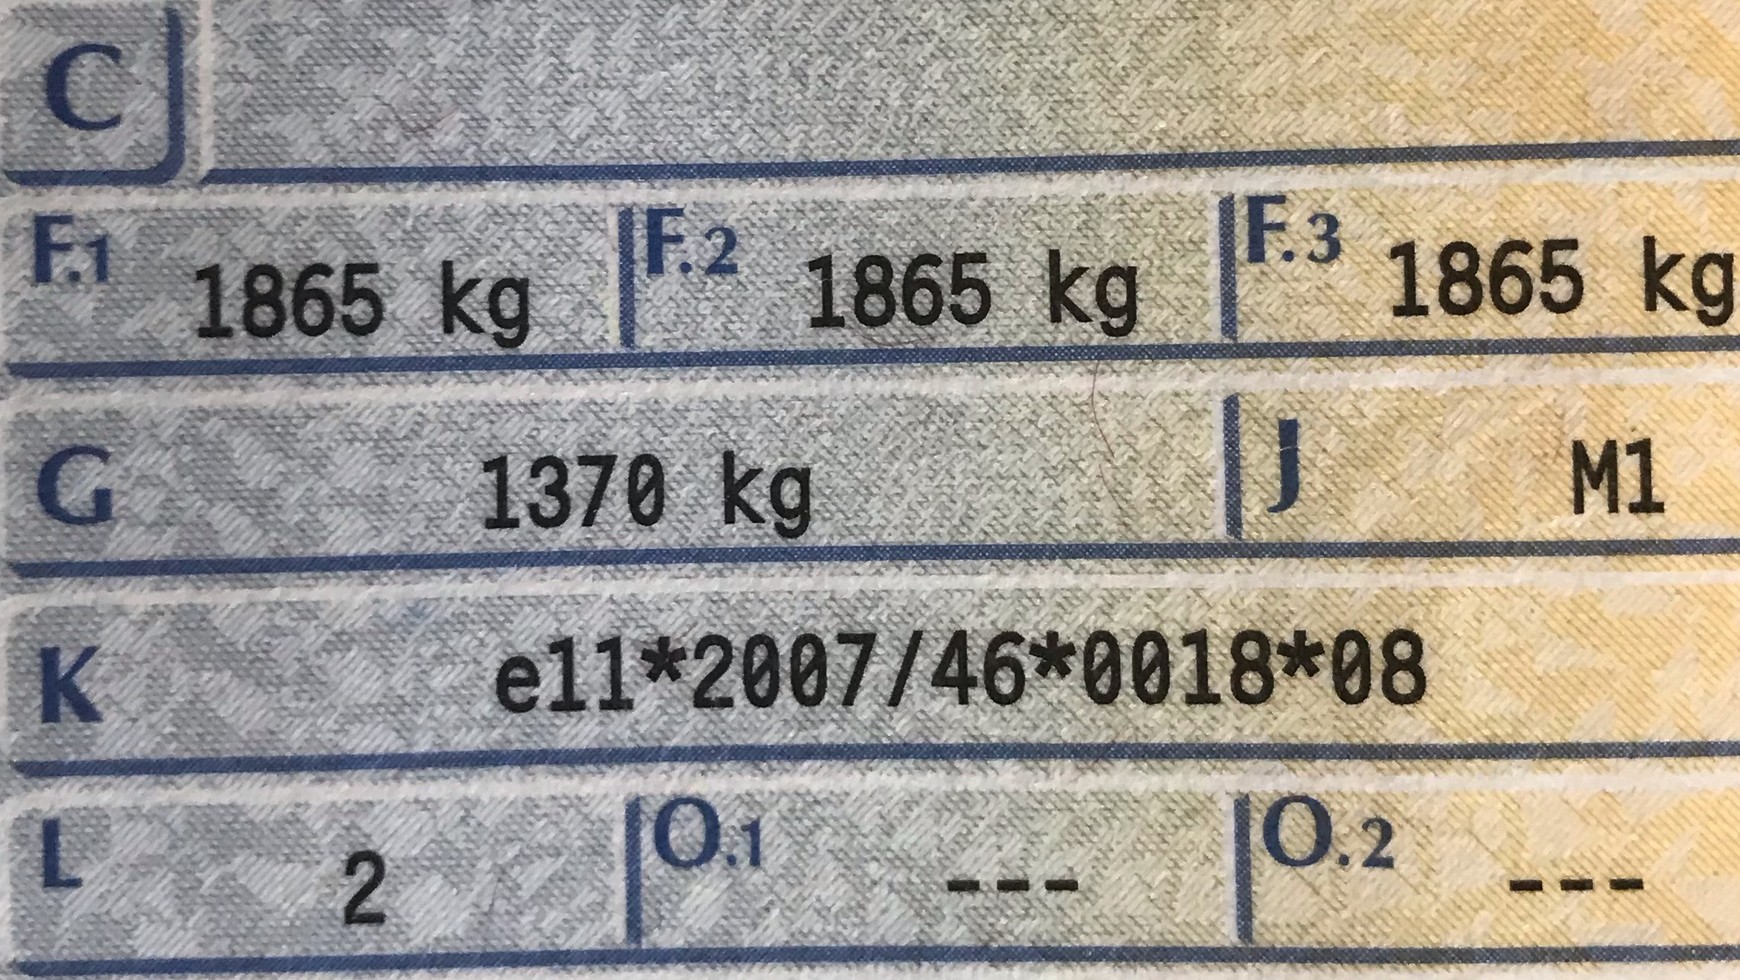 C
F.1 1865 kg F.2 1865 kg F.3 1865 kg
G 1370 kg J M1
K e11*2007/46*0018*08
L 2 O.1 --- O.2 ---